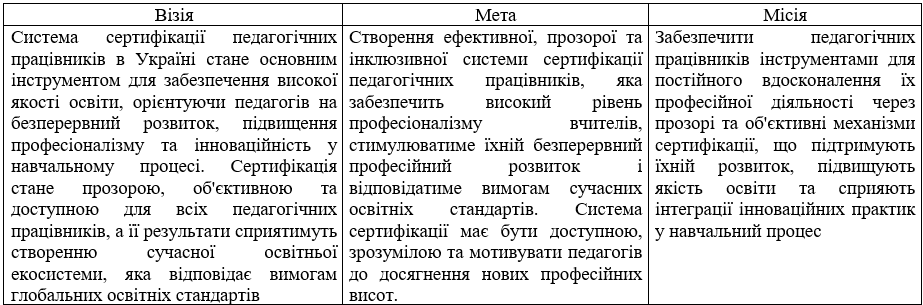 Візія
Система сертифікації педагогічних
працівників в Україні стане основним
інструментом для забезпечення високої
якості освіти, орієнтуючи педагогів на
безперервний розвиток, підвищення
професіоналізму та інноваційність у
навчальному процесі. Сертифікація
стане прозорою, об'єктивною та
доступною для всіх педагогічних
працівників, а її результати сприятимуть
створенню сучасної освітньої
екосистеми, яка відповідає вимогам
глобальних освітніх стандартів
Мета
Створення ефективної, прозорої та
інклюзивної системи сертифікації
педагогічних працівників, яка
забезпечить високий рівень
професіоналізму вчителів,
стимулюватиме їхній безперервний
професійний розвиток і
відповідатиме вимогам сучасних
освітніх стандартів. Система
сертифікації має бути доступною,
зрозумілою та мотивувати педагогів
до досягнення нових професійних
висот.
Місія
Забезпечити педагогічних
працівників інструментами для
постійного вдосконалення їх
професійної діяльності через
прозорі та об'єктивні механізми
сертифікації, що підтримують
їхній розвиток, підвищують
якість освіти та сприяють
інтеграції інноваційних практик
у навчальний процес